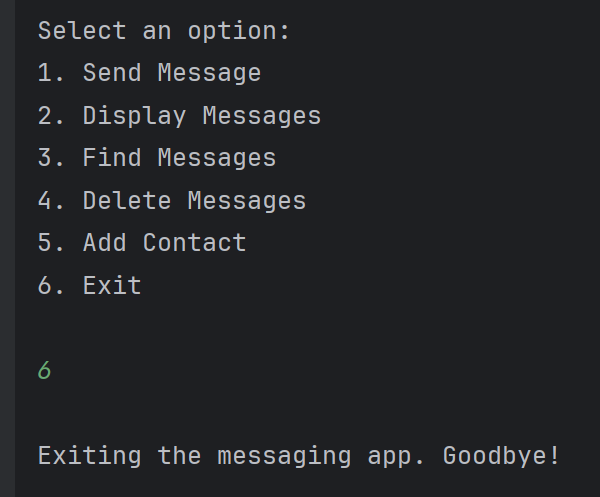 Select an option:
1. Send Message
2. Display Messages
3. Find Messages
4. Delete Messages
5. Add Contact
6. Exit
6
Exiting the messaging app. Goodbye!